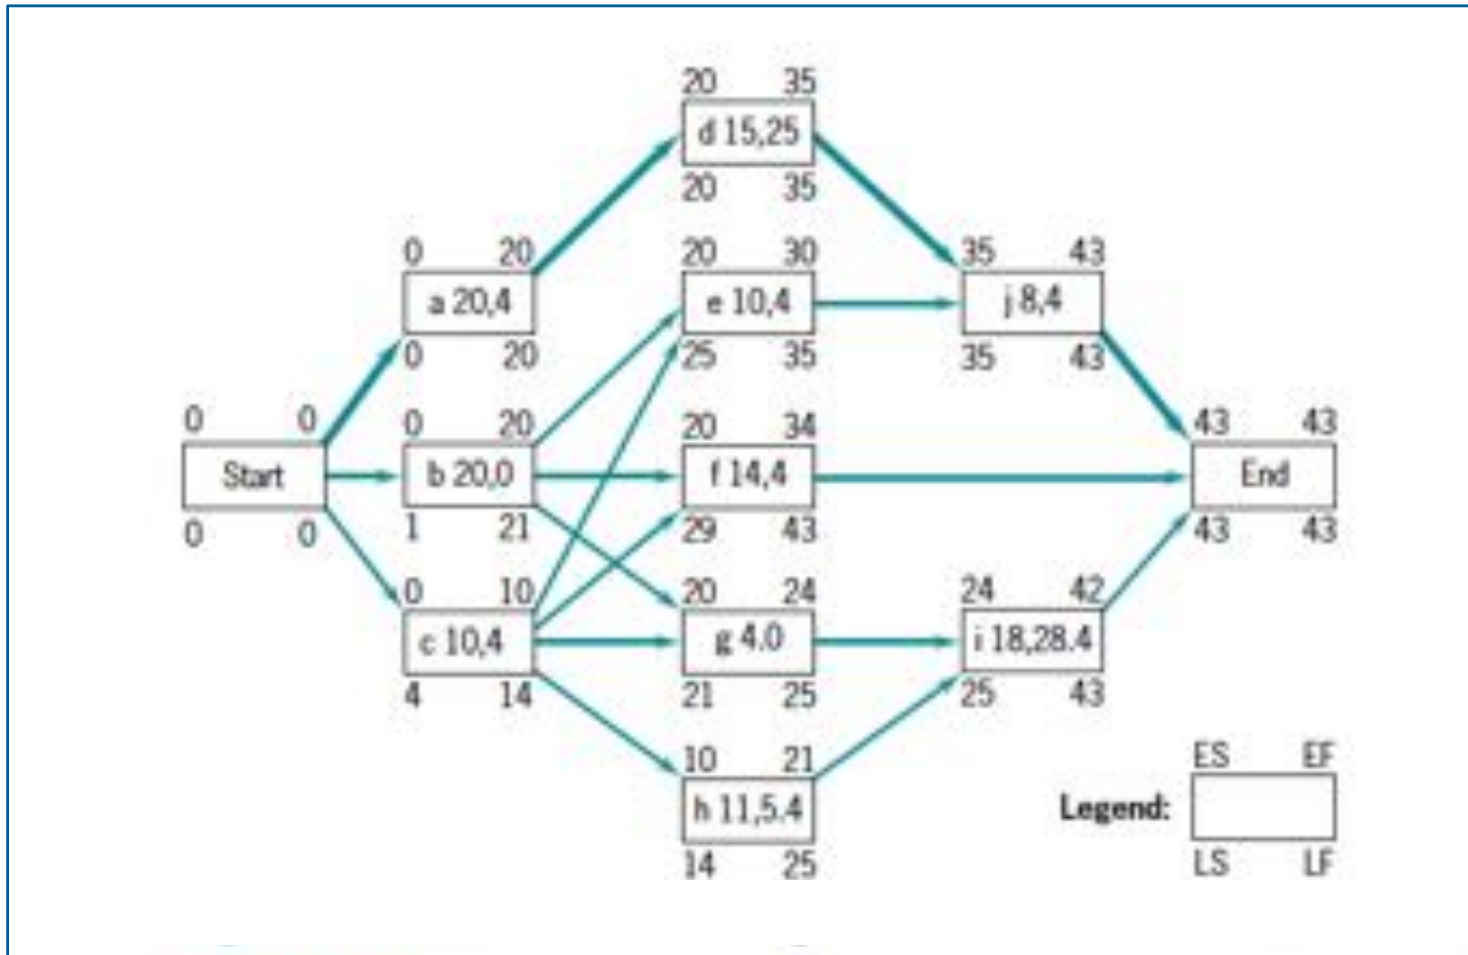 20 35
d 15,25
20 35
0 20
a 20,4
0 20
20 30
e 10,4
25 35
35 43
j 8,4
35 43
0 0
Start
0 0
0 20
b 20,0
1 21
20 34
f 14,4
29 43
43 43
End
43 43
0 10
c 10,4
4 14
20 24
g 4.0
21 25
24 42
i 18,28.4
25 43
10 21
h 11,5.4
14 25
ES EF
Legend:
LS LF